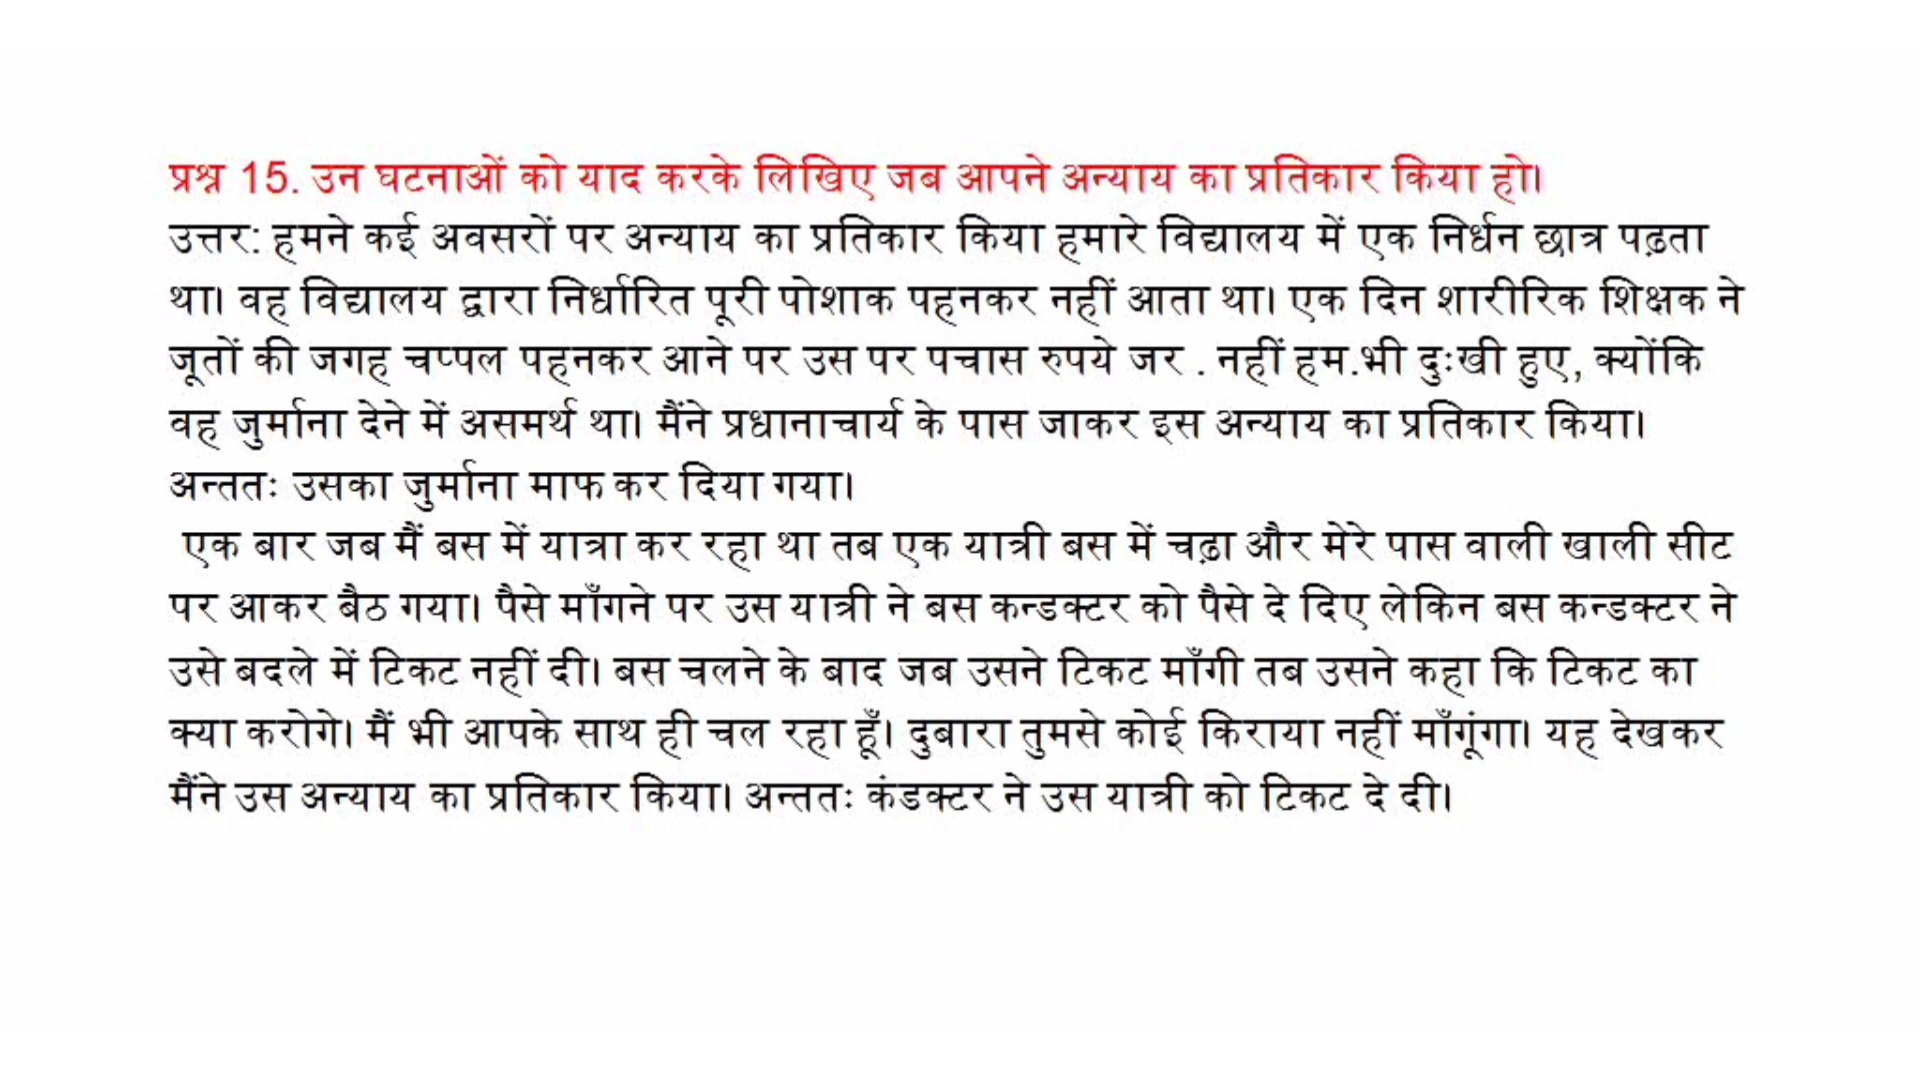 प्रश्न 15. उन घटनाओं को याद करके लिखिए जब आपने अन्याय का प्रतिकार किया हो।
उत्तर: हमने कई अवसरों पर अन्याय का प्रतिकार किया हमारे विद्यालय में एक निर्धन छात्र पढ़ता
था। वह विद्यालय द्वारा निर्धारित पूरी पोशाक पहनकर नहीं आता था। एक दिन शारीरिक शिक्षक ने
जूतों की जगह चप्पल पहनकर आने पर उस पर पचास रुपये जर . नहीं हम.भी दुःखी हुए, क्योंकि
वह जुर्माना देने में असमर्थ था। मैंने प्रधानाचार्य के पास जाकर इस अन्याय का प्रतिकार किया।
अन्ततः उसका जुर्माना माफ कर दिया गया।
एक बार जब मैं बस में यात्रा कर रहा था तब एक यात्री बस में चढ़ा और मेरे पास वाली खाली सीट
पर आकर बैठ गया। पैसे माँगने पर उस यात्री ने बस कन्डक्टर को पैसे दे दिए लेकिन बस कन्डक्टर ने
उसे बदले में टिकट नहीं दी। बस चलने के बाद जब उसने टिकट माँगी तब उसने कहा कि टिकट का
क्या करोगे। मैं भी आपके साथ ही चल रहा हूँ। दुबारा तुमसे कोई किराया नहीं माँगूंगा। यह देखकर
मैंने उस अन्याय का प्रतिकार किया। अन्ततः कंडक्टर ने उस यात्री को टिकट दे दी।